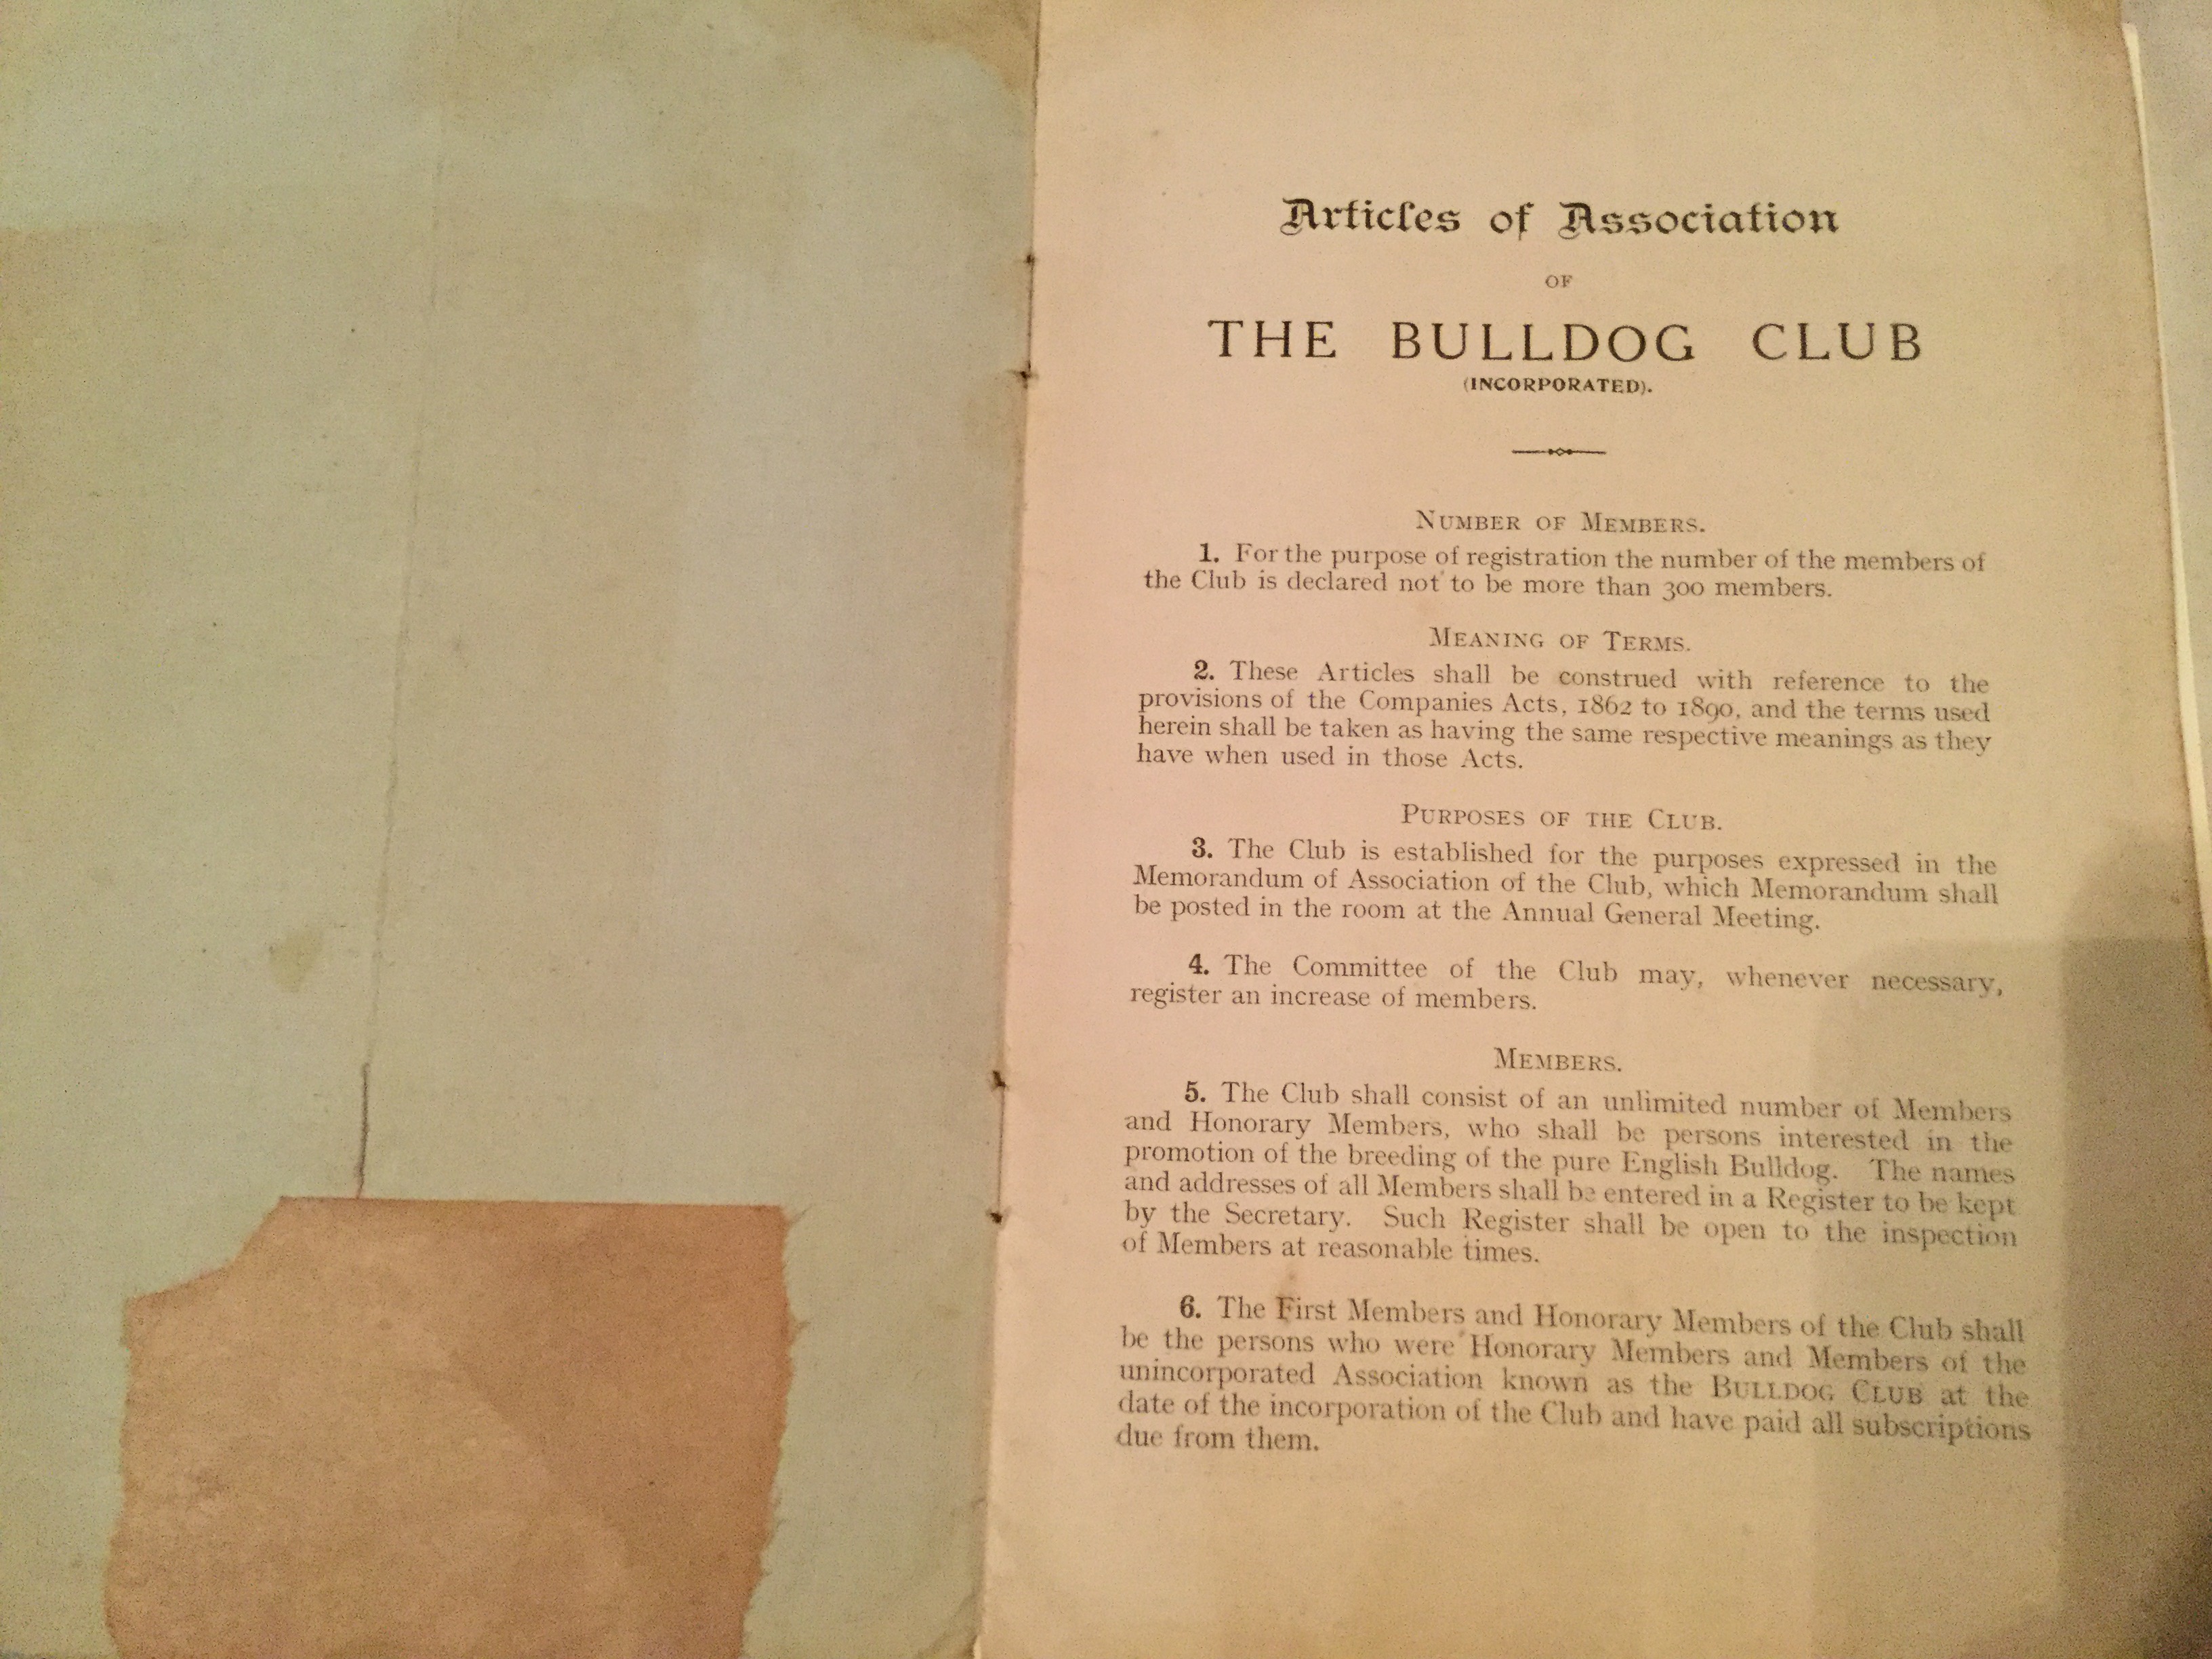 Articles of Association
OF
THE BULLDOG CLUB
(INCORPORATED).
NUMBER OF MEMBERS.
1. For the purpose of registration the number of the members of
the Club is declared not to be more than 300 members.
MEANING OF TERMS.
2. These Articles shall be construed with reference to the
provisions of the Companies Acts, 1862 to 1890, and the terms used
herein shall be taken as having the same respective meanings as they
have when used in those Acts.
PURPOSES OF THE CLUB.
3. The Club is established for the purposes expressed in the
Memorandum of Association of the Club, which Memorandum shall
be posted in the room at the Annual General Meeting.
4. The Committee of the Club may, whenever necessary,
register an increase of members.
MEMBERS.
5. The Club shall consist of an unlimited number of Members
and Honorary Members, who shall be persons interested in the
promotion of the breeding of the pure English Bulldog. The names
and addresses of all Members shall be entered in a Register to be kept
by the Secretary. Such Register shall be open to the inspection
of Members at reasonable times.
6. The First Members and Honorary Members of the Club shall
be the persons who were Honorary Members and Members of the
unincorporated Association known as the BULLDOG CLUB at the
date of the incorporation of the Club and have paid all subscriptions
due from them.